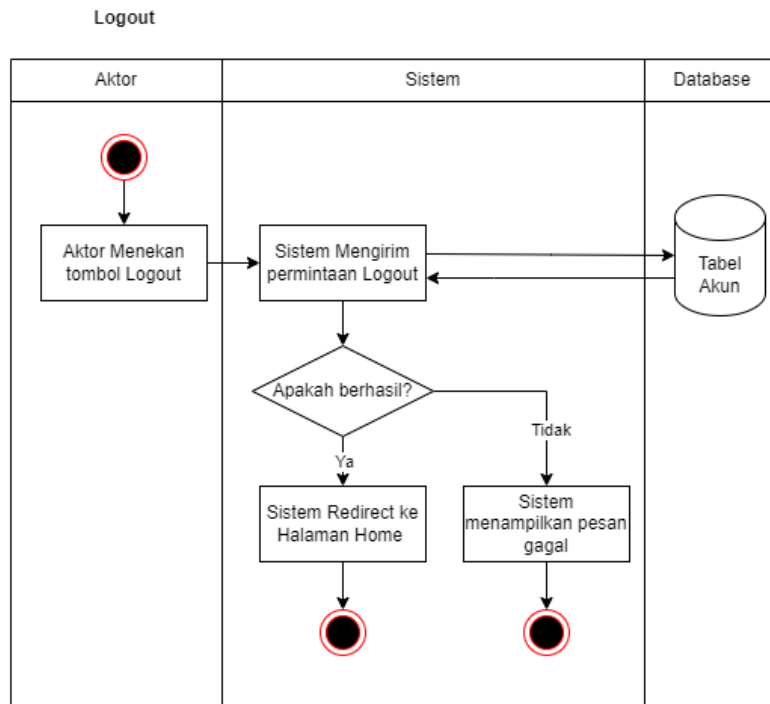 Logout
Aktor
Sistem
Database
Aktor Menekan
tombol Logout
Sistem Mengirim
permintaan Logout
Tabel
Akun
Apakah berhasil?
Ya
Tidak
Sistem Redirect ke
Halaman Home
Sistem
menampilkan pesan
gagal